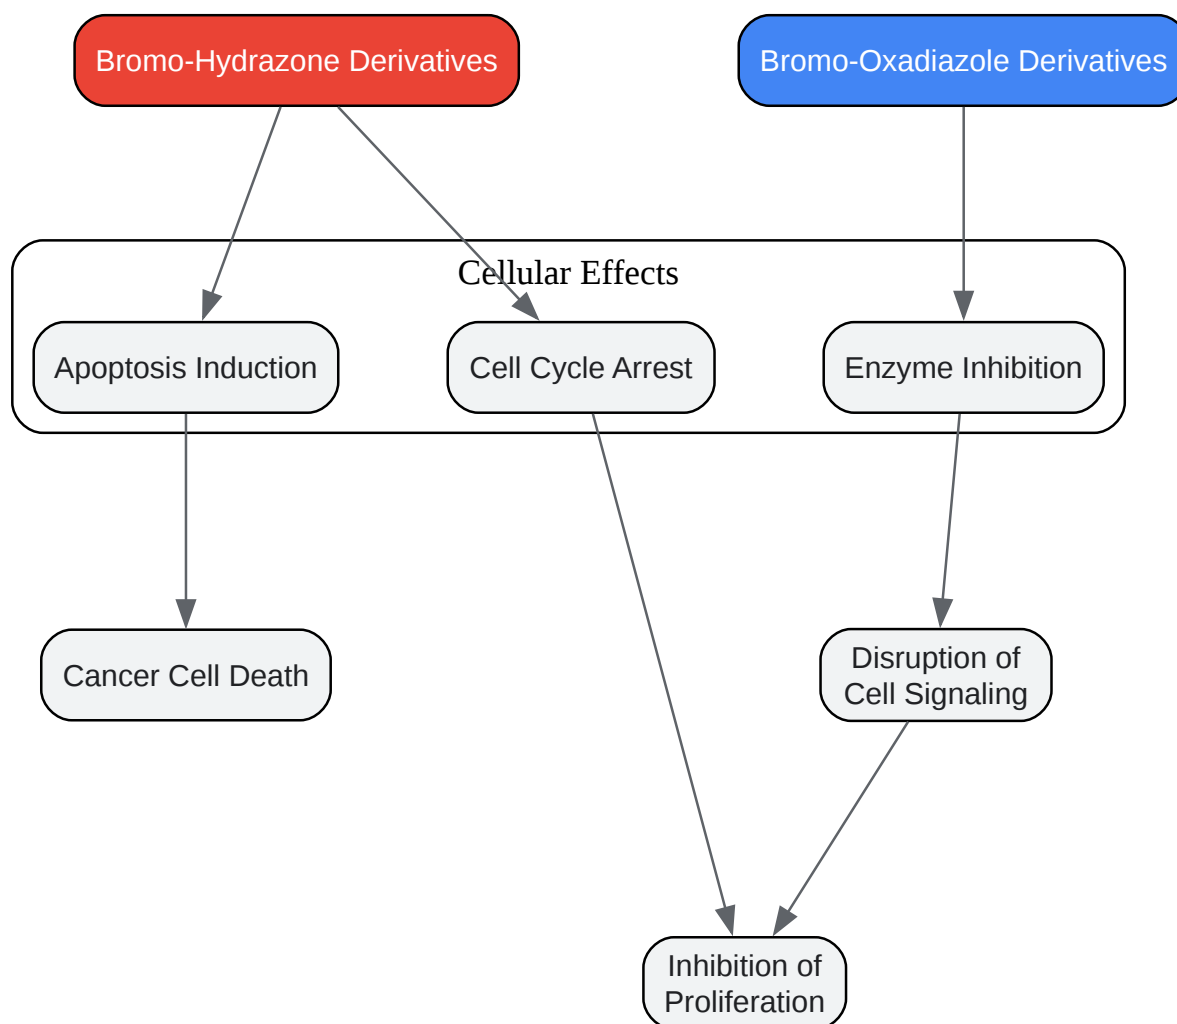 Bromo-Hydrazone Derivatives
Bromo-Oxadiazole Derivatives
Cellular Effects
Apoptosis Induction
Cell Cycle Arrest
Enzyme Inhibition
Cancer Cell Death
Disruption of
Cell Signaling
Inhibition of
Proliferation